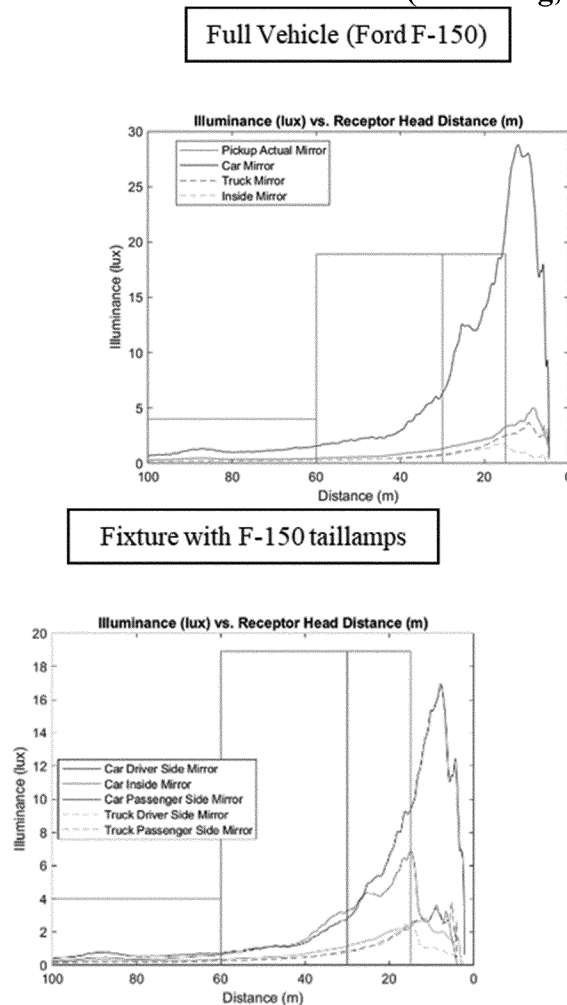 Full Vehicle (Ford F-150)
Illuminance (lux) vs. Receptor Head Distance (m)
30
25
20
15
10
5
0
Pickup Actual Mirror
Car Mirror
Truck Mirror
Inside Mirror
Illuminance (lux)
100 80 60 40 20 0
Distance (m)
Fixture with F-150 taillamps
Illuminance (lux) vs. Receptor Head Distance (m)
20
18
16
14
12
10
8
6
4
2
0
Car Driver Side Mirror
Car Inside Mirror
Car Passenger Side Mirror
Truck Driver Side Mirror
Truck Passenger Side Mirror
Illuminance (lux)
100 80 60 40 20 0
Distance (m)